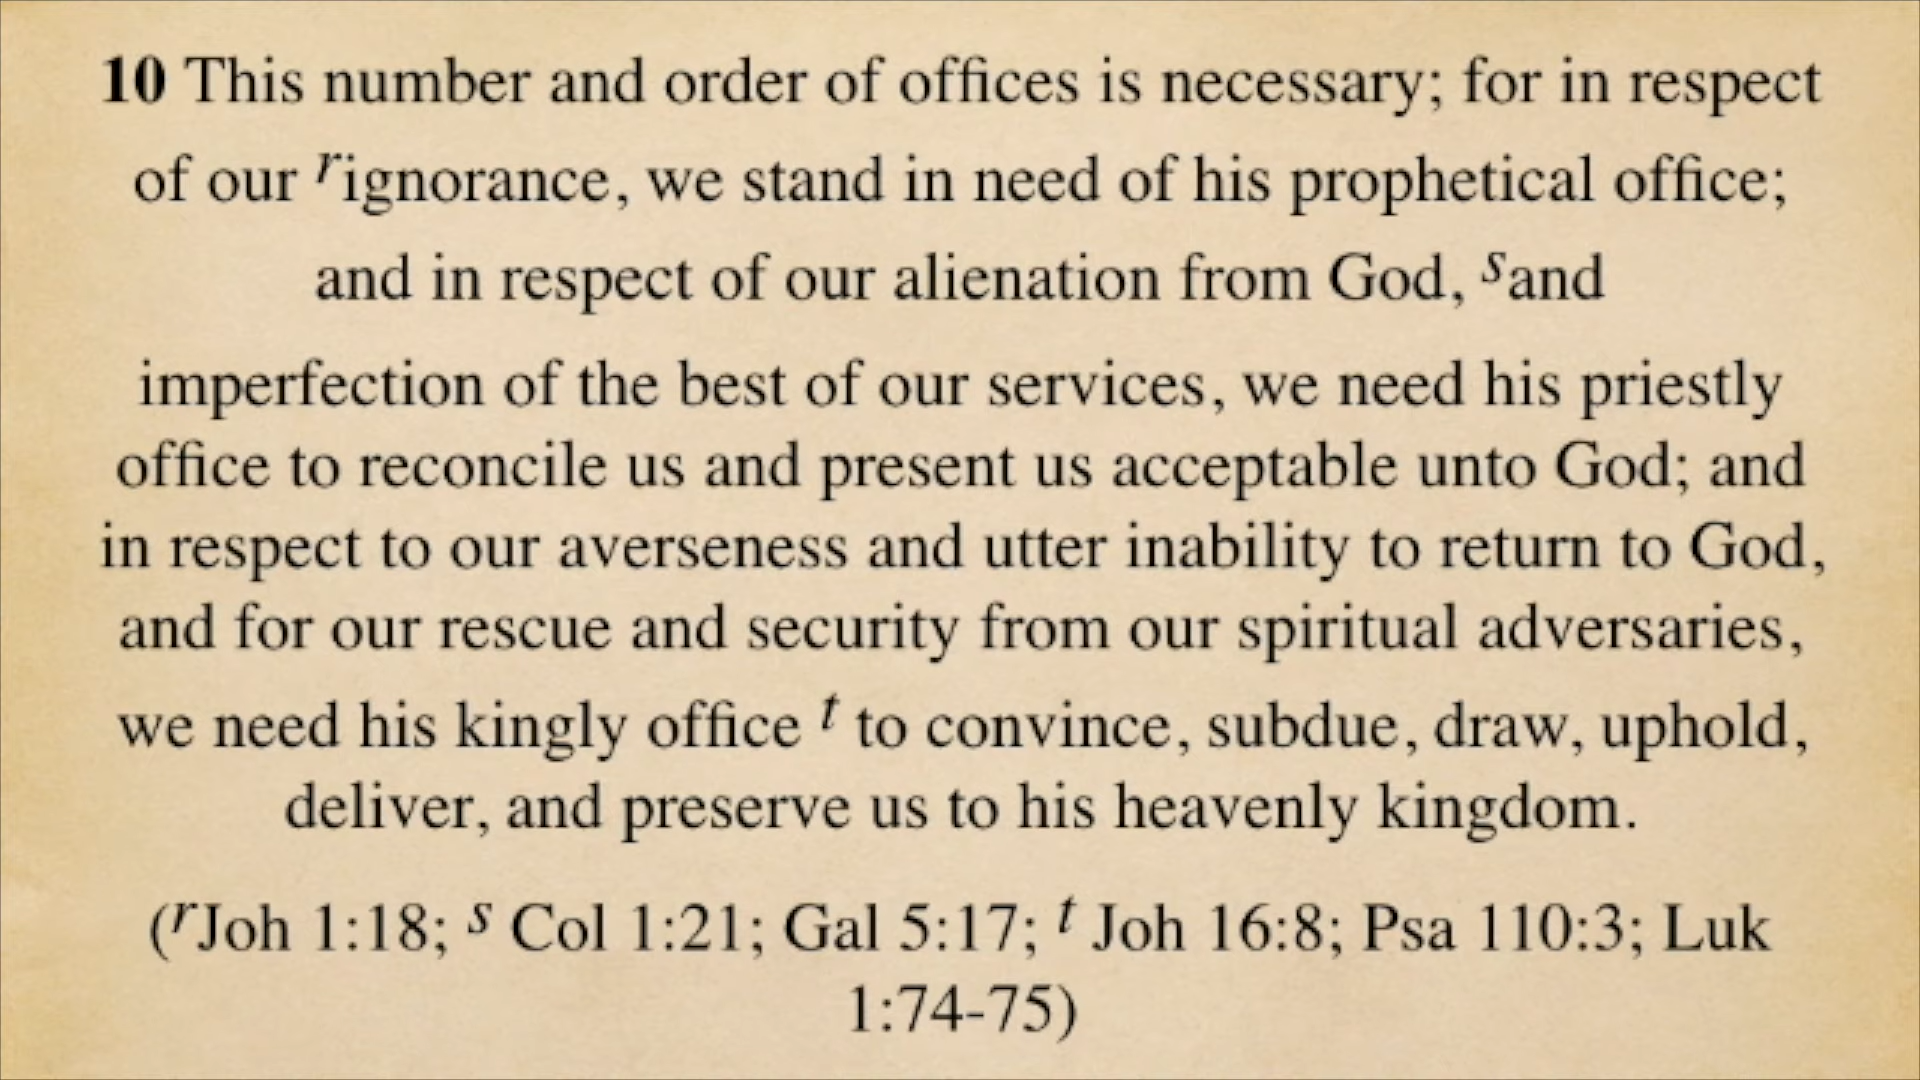 10 This number and order of offices is necessary; for in respect
of our rignorance, we stand in need of his prophetical office;
and in respect of our alienation from God, sand
imperfection of the best of our services, we need his priestly
office to reconcile us and present us acceptable unto God; and
in respect to our averseness and utter inability to return to God,
and for our rescue and security from our spiritual adversaries,
we need his kingly office t to convince, subdue, draw, uphold,
deliver, and preserve us to his heavenly kingdom.
(rJoh 1:18; s Col 1:21; Gal 5:17; t Joh 16:8; Psa 110:3; Luk
1:74-75)